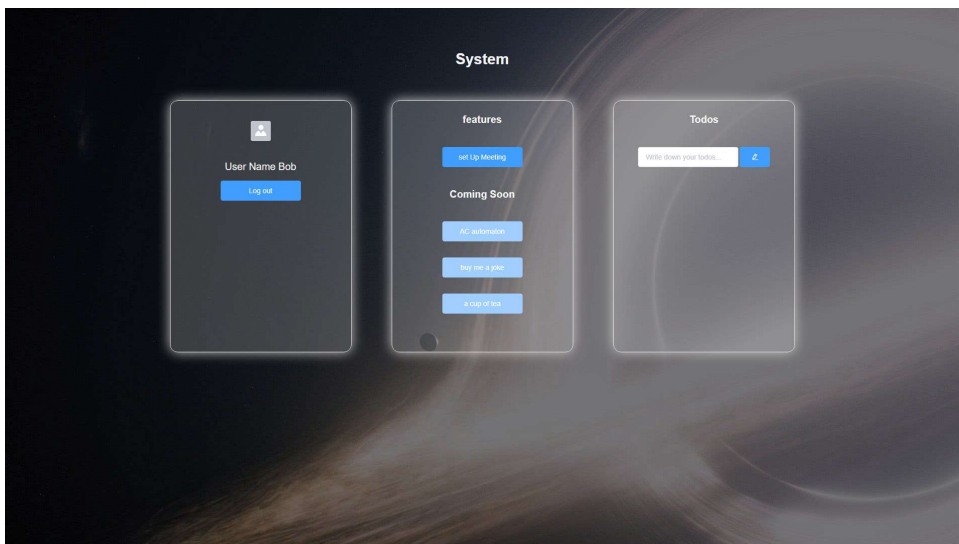 System
User Name Bob
Log out
features
set Up Meeting
Coming Soon
AC automaton
buy me a joke
a cup of tea
Todos
Write down your todos...